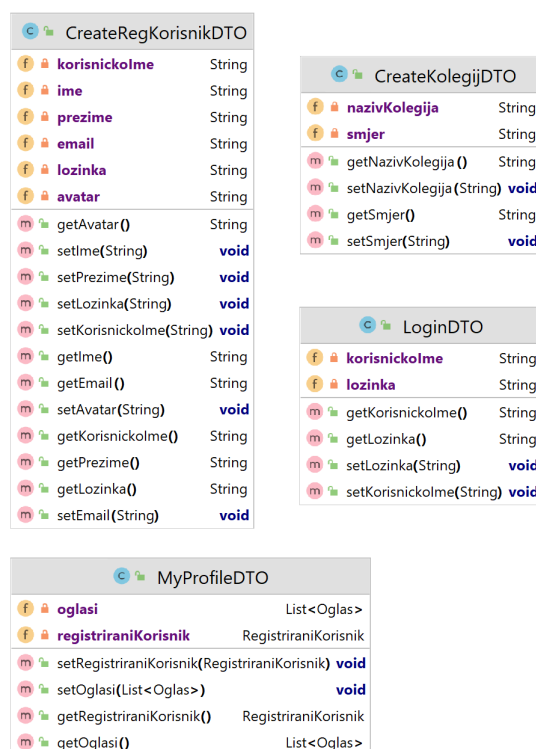 CreateRegKorisnikDTO
korisnickoIme String
ime String
prezime String
email String
lozinka String
avatar String
getAvatar() String
setIme(String) void
setPrezime(String) void
setLozinka(String) void
setKorisnickoIme(String) void
getIme() String
getEmail() String
setAvatar(String) void
getKorisnickoIme() String
getPrezime() String
getLozinka() String
setEmail(String) void
CreateKolegijDTO
nazivKolegija String
smjer String
getNazivKolegija() String
setNazivKolegija(String) void
getSmjer() String
setSmjer(String) void
LoginDTO
korisnickoIme String
lozinka String
getKorisnickoIme() String
getLozinka() String
setLozinka(String) void
setKorisnickoIme(String) void
MyProfileDTO
oglasi List<Oglas>
registriraniKorisnik RegistriraniKorisnik
setRegistriraniKorisnik(RegistriraniKorisnik) void
setOglasi(List<Oglas>) void
getRegistriraniKorisnik() RegistriraniKorisnik
getOglasi() List<Oglas>